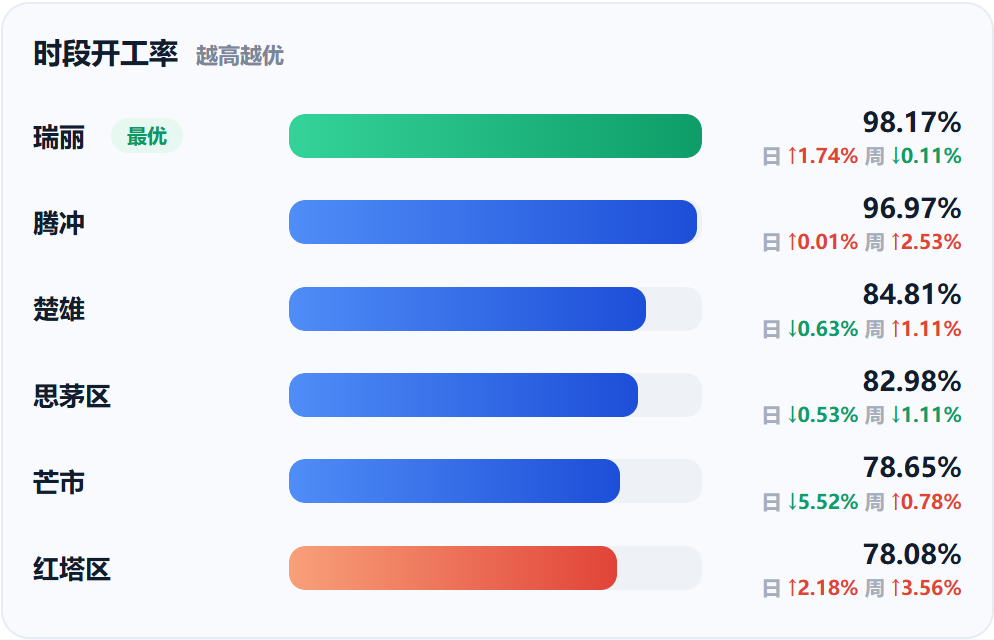 时段开工率 越高越优
瑞丽 最优 98.17%
日 ↑1.74% 周 ↓0.11%
腾冲 96.97%
日 ↑0.01% 周 ↑2.53%
楚雄 84.81%
日 ↓0.63% 周 ↑1.11%
思茅区 82.98%
日 ↓0.53% 周 ↓1.11%
芒市 78.65%
日 ↓5.52% 周 ↑0.78%
红塔区 78.08%
日 ↑2.18% 周 ↑3.56%